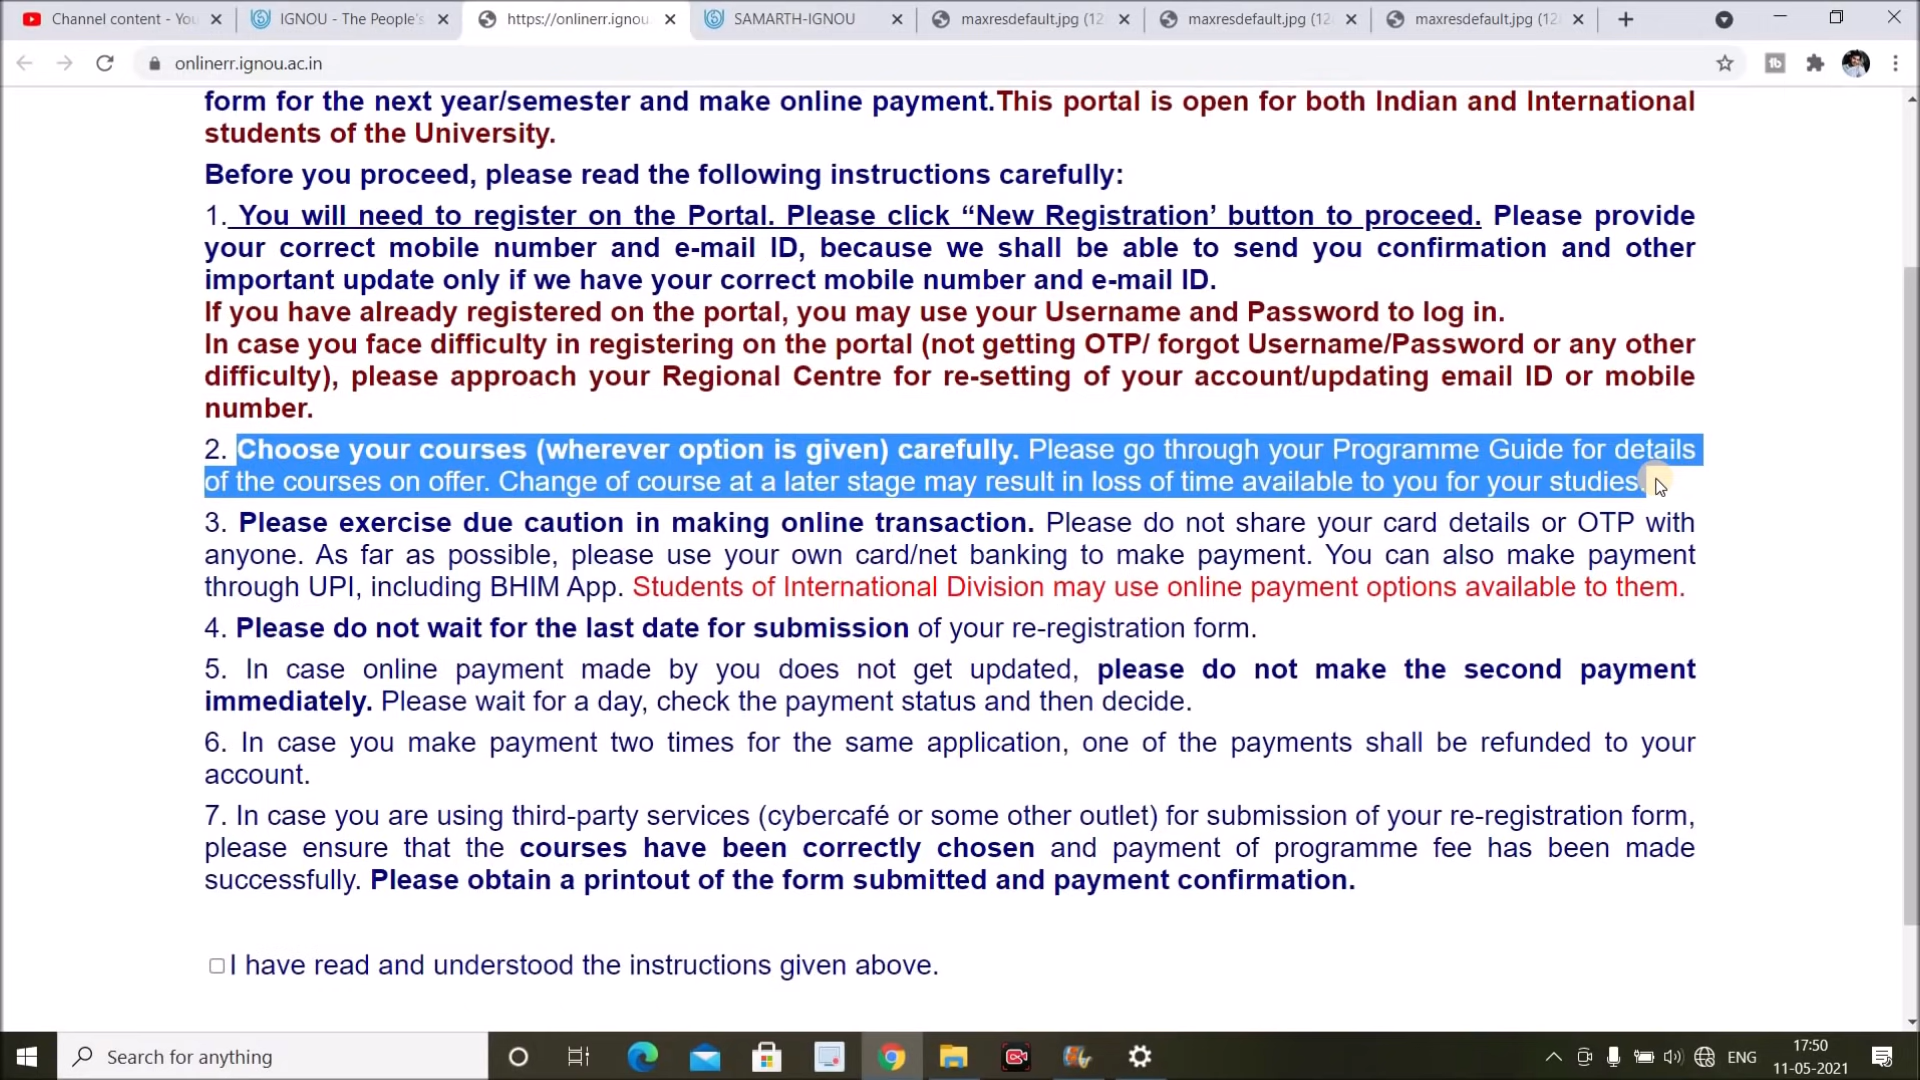 Channel content - You
IGNOU - The People's
https://onlinerr.ignou.
SAMARTH-IGNOU
maxresdefault.jpg (12
maxresdefault.jpg (12
maxresdefault.jpg (12
onlinerr.ignou.ac.in
form for the next year/semester and make online payment.This portal is open for both Indian and International
students of the University.
Before you proceed, please read the following instructions carefully:
1. You will need to register on the Portal. Please click “New Registration’ button to proceed. Please provide
your correct mobile number and e-mail ID, because we shall be able to send you confirmation and other
important update only if we have your correct mobile number and e-mail ID.
If you have already registered on the portal, you may use your Username and Password to log in.
In case you face difficulty in registering on the portal (not getting OTP/ forgot Username/Password or any other
difficulty), please approach your Regional Centre for re-setting of your account/updating email ID or mobile
number.
2. Choose your courses (wherever option is given) carefully. Please go through your Programme Guide for details
of the courses on offer. Change of course at a later stage may result in loss of time available to you for your studies.
3. Please exercise due caution in making online transaction. Please do not share your card details or OTP with
anyone. As far as possible, please use your own card/net banking to make payment. You can also make payment
through UPI, including BHIM App. Students of International Division may use online payment options available to them.
4. Please do not wait for the last date for submission of your re-registration form.
5. In case online payment made by you does not get updated, please do not make the second payment
immediately. Please wait for a day, check the payment status and then decide.
6. In case you make payment two times for the same application, one of the payments shall be refunded to your
account.
7. In case you are using third-party services (cybercafé or some other outlet) for submission of your re-registration form,
please ensure that the courses have been correctly chosen and payment of programme fee has been made
successfully. Please obtain a printout of the form submitted and payment confirmation.
I have read and understood the instructions given above.
Search for anything
ENG
17:50
11-05-2021